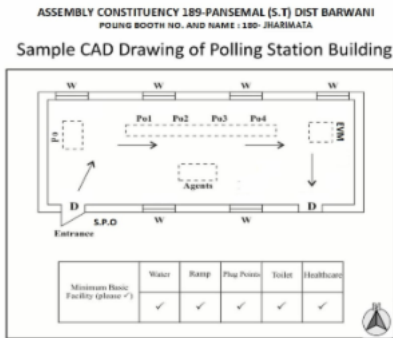 ASSEMBLY CONSTITUENCY 189-PANSEMAL (S.T) DIST BARWANI
POLING BOOTH NO. AND NAME : 180- JHARIMATA
Sample CAD Drawing of Polling Station Building
W W W W
Po Po1 Po2 Po3 Po4 EVM
Agents
D D
S.P.O W W
Entrance
Minimum Basic Facility (please ✓) Water Ramp Plug Points Toilet Healthcare
✓ ✓ ✓ ✓ ✓
N